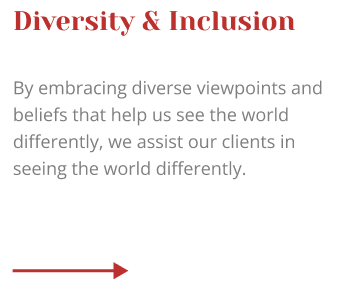 Diversity & Inclusion
By embracing diverse viewpoints and
beliefs that help us see the world
differently, we assist our clients in
seeing the world differently.